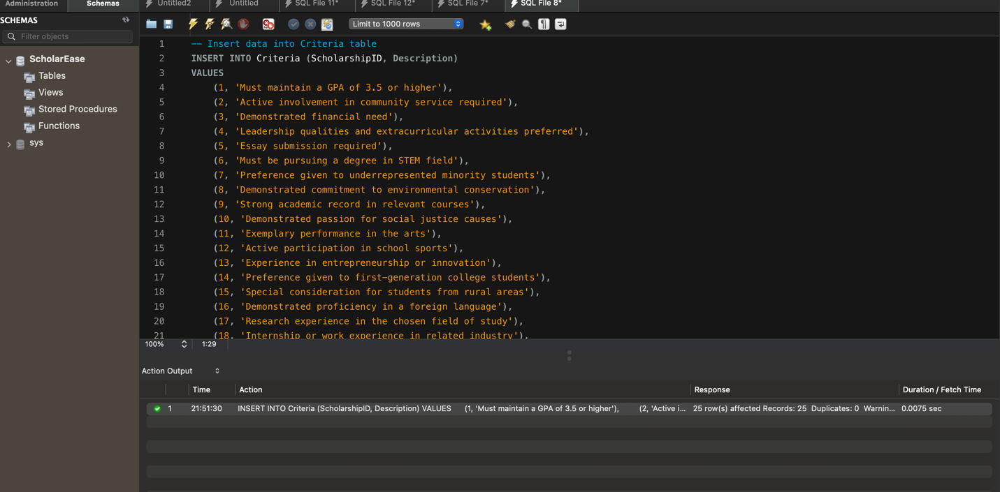 Administration Schemas Untitled2 Untitled SQL File 11* SQL File 12* SQL File 7* SQL File 8*
SCHEMAS
Filter objects
Limit to 1000 rows
ScholarEase
Tables
Views
Stored Procedures
Functions
sys
1 -- Insert data into Criteria table
2 INSERT INTO Criteria (ScholarshipID, Description)
3 VALUES
4 (1, 'Must maintain a GPA of 3.5 or higher'),
5 (2, 'Active involvement in community service required'),
6 (3, 'Demonstrated financial need'),
7 (4, 'Leadership qualities and extracurricular activities preferred'),
8 (5, 'Essay submission required'),
9 (6, 'Must be pursuing a degree in STEM field'),
10 (7, 'Preference given to underrepresented minority students'),
11 (8, 'Demonstrated commitment to environmental conservation'),
12 (9, 'Strong academic record in relevant courses'),
13 (10, 'Demonstrated passion for social justice causes'),
14 (11, 'Exemplary performance in the arts'),
15 (12, 'Active participation in school sports'),
16 (13, 'Experience in entrepreneurship or innovation'),
17 (14, 'Preference given to first-generation college students'),
18 (15, 'Special consideration for students from rural areas'),
19 (16, 'Demonstrated proficiency in a foreign language'),
20 (17, 'Research experience in the chosen field of study'),
21 (18, 'Internship or work experience in related industry'),
100% 1:29
Action Output
Time Action Response Duration / Fetch Time
1 21:51:30 INSERT INTO Criteria (ScholarshipID, Description) VALUES (1, 'Must maintain a GPA of 3.5 or higher'), (2, 'Active i... 25 row(s) affected Records: 25 Duplicates: 0 Warnin... 0.0075 sec